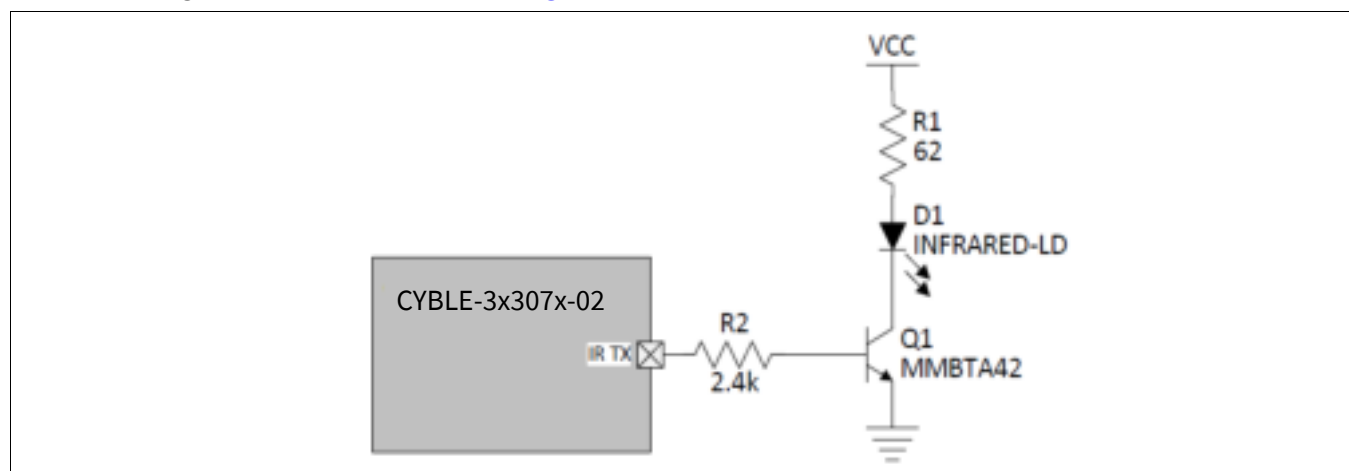 VCC
R1
62
D1
INFRARED-LD
CYBLE-3x307x-02
R2
IR TX
2.4k
Q1
MMBTA42